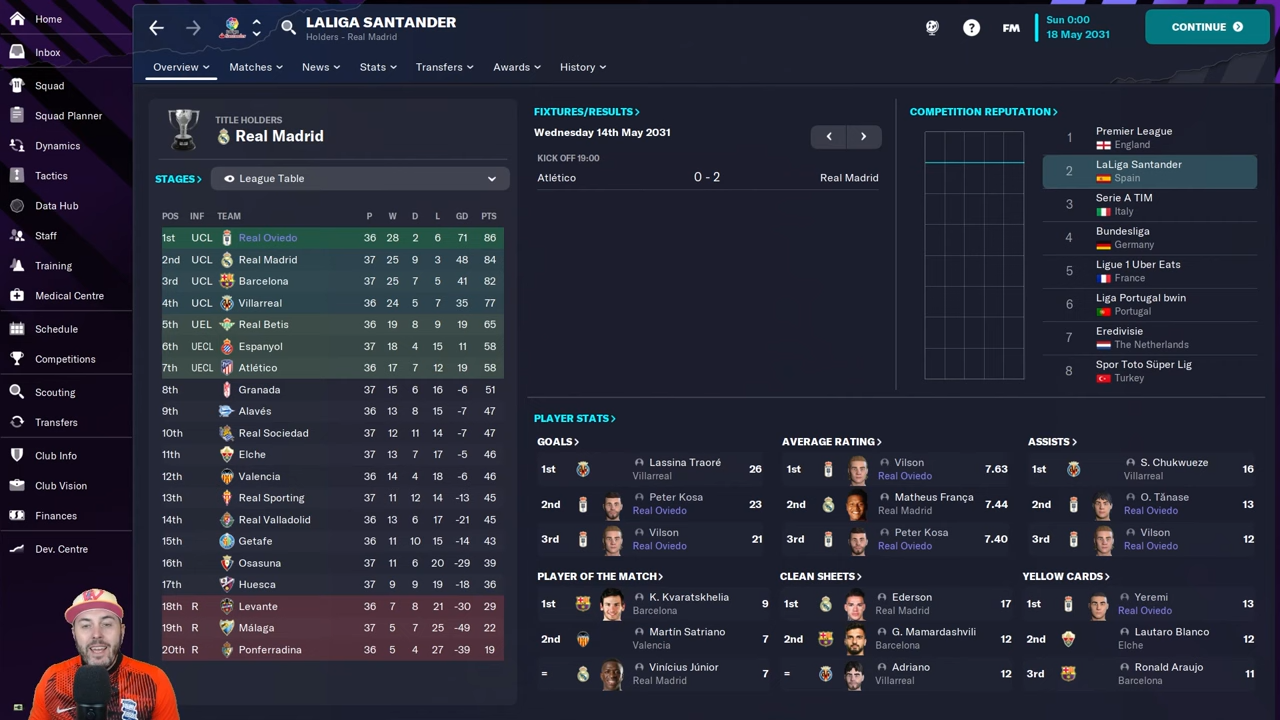 Home
Inbox
Squad
Squad Planner
Dynamics
Tactics
Data Hub
Staff
Training
Medical Centre
Schedule
Competitions
Scouting
Transfers
Club Info
Club Vision
Finances
Dev. Centre
LALIGA SANTANDER
Holders - Real Madrid
FM
Sun 0:00
18 May 2031
CONTINUE
Overview Matches News Stats Transfers Awards History
TITLE HOLDERS
Real Madrid
STAGES League Table
POS INF TEAM P W D L GD PTS
1st UCL Real Oviedo 36 28 2 6 71 86
2nd UCL Real Madrid 37 25 9 3 48 84
3rd UCL Barcelona 37 25 7 5 41 82
4th UCL Villarreal 36 24 5 7 35 77
5th UEL Real Betis 36 19 8 9 19 65
6th UECL Espanyol 37 18 4 15 11 58
7th UECL Atlético 36 17 7 12 19 58
8th Granada 37 15 6 16 -6 51
9th Alavés 36 13 8 15 -7 47
10th Real Sociedad 37 12 11 14 -7 47
11th Elche 37 13 7 17 -5 46
12th Valencia 36 14 4 18 -6 46
13th Real Sporting 37 11 12 14 -13 45
14th Real Valladolid 36 13 6 17 -21 45
15th Getafe 36 11 10 15 -14 43
16th Osasuna 37 11 6 20 -29 39
17th Huesca 37 9 9 19 -18 36
18th R Levante 36 7 8 21 -30 29
19th R Málaga 37 5 7 25 -49 22
20th R Ponferradina 36 5 4 27 -39 19
FIXTURES/RESULTS
Wednesday 14th May 2031
KICK OFF 19:00
Atlético 0 - 2 Real Madrid
COMPETITION REPUTATION
1 Premier League
England
2 LaLiga Santander
Spain
3 Serie A TIM
Italy
4 Bundesliga
Germany
5 Ligue 1 Uber Eats
France
6 Liga Portugal bwin
Portugal
7 Eredivisie
The Netherlands
8 Spor Toto Süper Lig
Turkey
PLAYER STATS
GOALS
1st Lassina Traoré 26
Villarreal
2nd Peter Kosa 23
Real Oviedo
3rd Vilson 21
Real Oviedo
AVERAGE RATING
1st Vilson 7.63
Real Oviedo
2nd Matheus França 7.44
Real Madrid
3rd Peter Kosa 7.40
Real Oviedo
ASSISTS
1st S. Chukwueze 16
Villarreal
2nd O. Tănase 13
Real Oviedo
3rd Vilson 12
Real Oviedo
PLAYER OF THE MATCH
1st K. Kvaratskhelia 9
Barcelona
2nd Martín Satriano 7
Valencia
= Vinícius Júnior 7
Real Madrid
CLEAN SHEETS
1st Ederson 17
Real Madrid
2nd G. Mamardashvili 12
Barcelona
= Adriano 12
Villarreal
YELLOW CARDS
1st Yeremi 13
Real Oviedo
2nd Lautaro Blanco 12
Elche
3rd Ronald Araujo 11
Barcelona